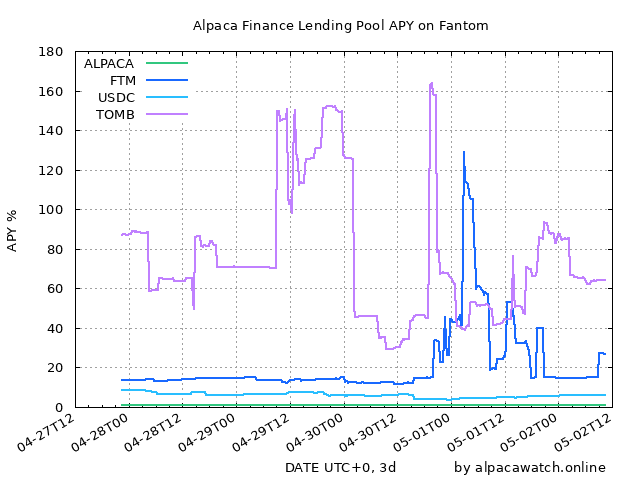 Alpaca Finance Lending Pool APY on Fantom
ALPACA
FTM
USDC
TOMB
180
160
140
120
100
80
60
40
20
0
APY %
04-27T12
04-28T00
04-28T12
04-29T00
04-29T12
04-30T00
04-30T12
05-01T00
05-01T12
05-02T00
05-02T12
DATE UTC+0, 3d
by alpacawatch.online